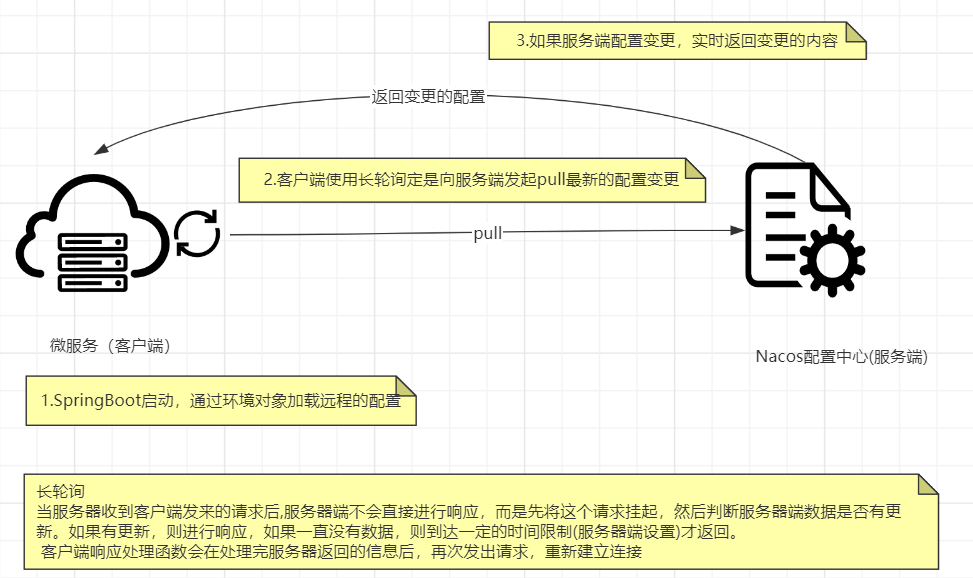 3.如果服务端配置变更，实时返回变更的内容
返回变更的配置
2.客户端使用长轮询定是向服务端发起pull最新的配置变更
pull
微服务（客户端）
Nacos配置中心(服务端)
1.SpringBoot启动，通过环境对象加载远程的配置
长轮询
当服务器收到客户端发来的请求后,服务器端不会直接进行响应，而是先将这个请求挂起，然后判断服务器端数据是否有更
新。如果有更新，则进行响应，如果一直没有数据，则到达一定的时间限制(服务器端设置)才返回。
客户端响应处理函数会在处理完服务器返回的信息后，再次发出请求，重新建立连接